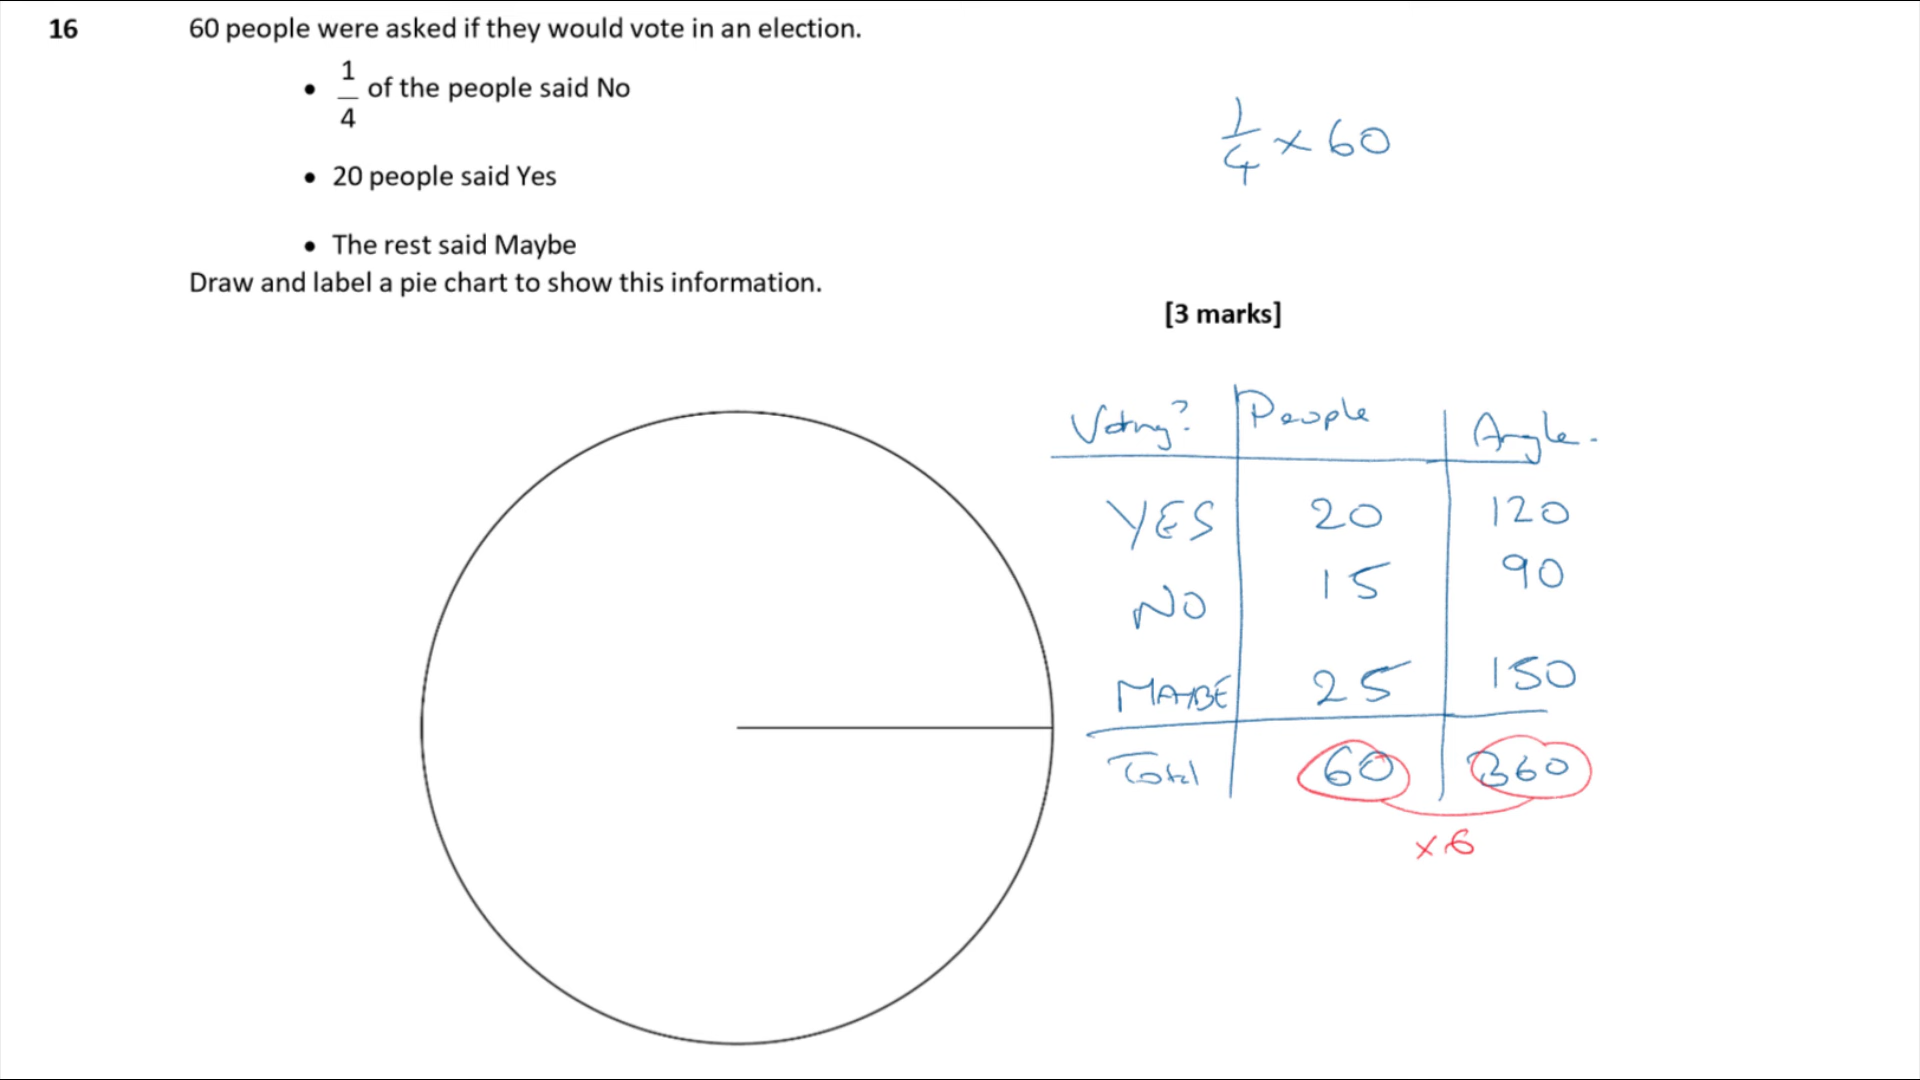 16 60 people were asked if they would vote in an election.
• 1/4 of the people said No
1/4 × 60
• 20 people said Yes
• The rest said Maybe
Draw and label a pie chart to show this information.
[3 marks]
Voting? People Angle.
YES 20 120
NO 15 90
MAYBE 25 150
Total 60 360
×6